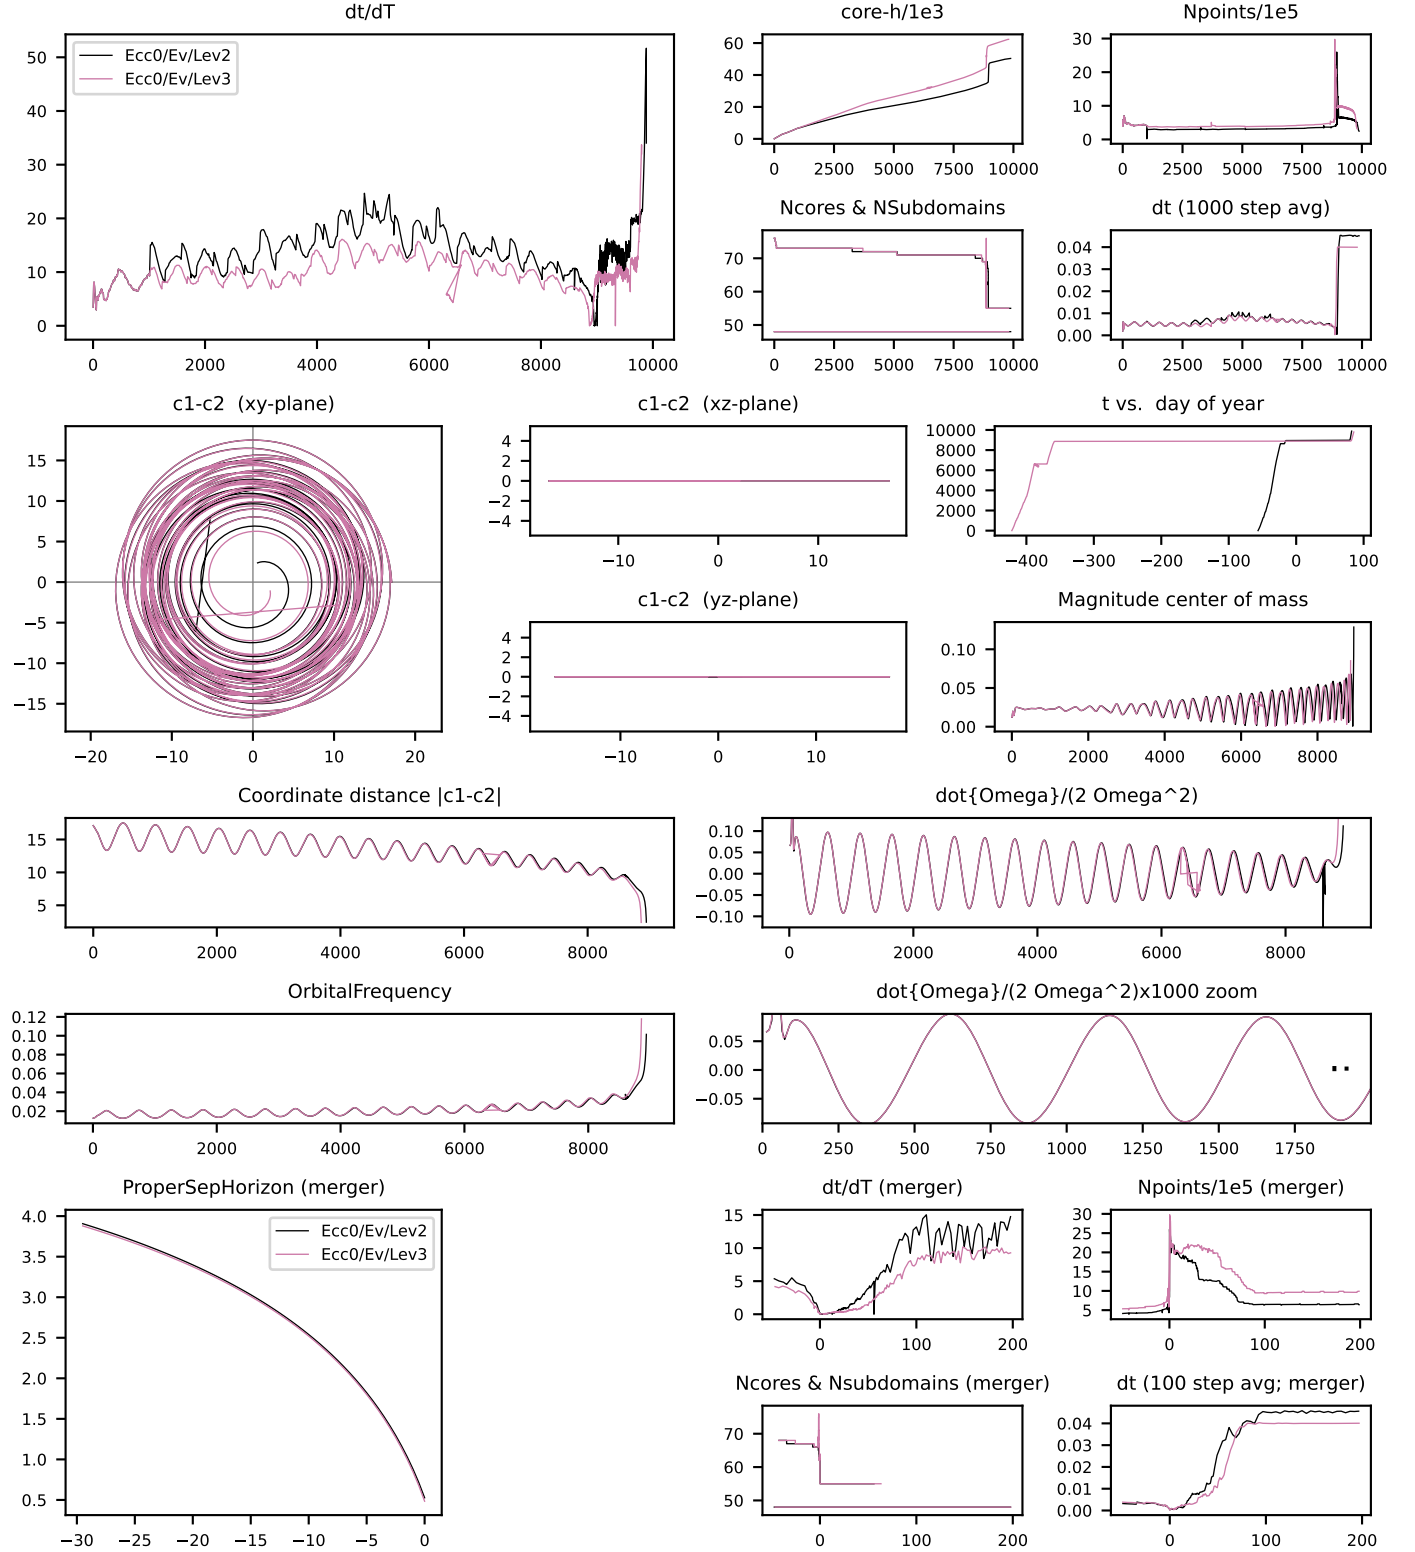 dt/dT
core-h/1e3
Npoints/1e5
Ecc0/Ev/Lev2
Ecc0/Ev/Lev3
50
40
30
20
10
0
0 2000 4000 6000 8000 10000
60
40
20
0
0 2500 5000 7500 10000
30
20
10
0
0 2500 5000 7500 10000
Ncores & NSubdomains
dt (1000 step avg)
70
60
50
0 2500 5000 7500 10000
0.04
0.03
0.02
0.01
0.00
0 2500 5000 7500 10000
c1-c2  (xy-plane)
c1-c2  (xz-plane)
t vs.  day of year
15
10
5
0
−5
−10
−15
−20 −10 0 10 20
4
2
0
−2
−4
−10 0 10
10000
8000
6000
4000
2000
0
−400 −300 −200 −100 0 100
c1-c2  (yz-plane)
Magnitude center of mass
4
2
0
−2
−4
−10 0 10
0.10
0.05
0.00
0 2000 4000 6000 8000
Coordinate distance |c1-c2|
dot{Omega}/(2 Omega^2)
15
10
5
0 2000 4000 6000 8000
0.10
0.05
0.00
−0.05
−0.10
0 2000 4000 6000 8000
OrbitalFrequency
dot{Omega}/(2 Omega^2)x1000 zoom
0.12
0.10
0.08
0.06
0.04
0.02
0 2000 4000 6000 8000
0.05
0.00
−0.05
0 250 500 750 1000 1250 1500 1750
ProperSepHorizon (merger)
dt/dT (merger)
Npoints/1e5 (merger)
Ecc0/Ev/Lev2
Ecc0/Ev/Lev3
4.0
3.5
3.0
2.5
2.0
1.5
1.0
0.5
−30 −25 −20 −15 −10 −5 0
15
10
5
0
0 100 200
30
25
20
15
10
5
0 100 200
Ncores & Nsubdomains (merger)
dt (100 step avg; merger)
70
60
50
0 100 200
0.04
0.03
0.02
0.01
0.00
0 100 200